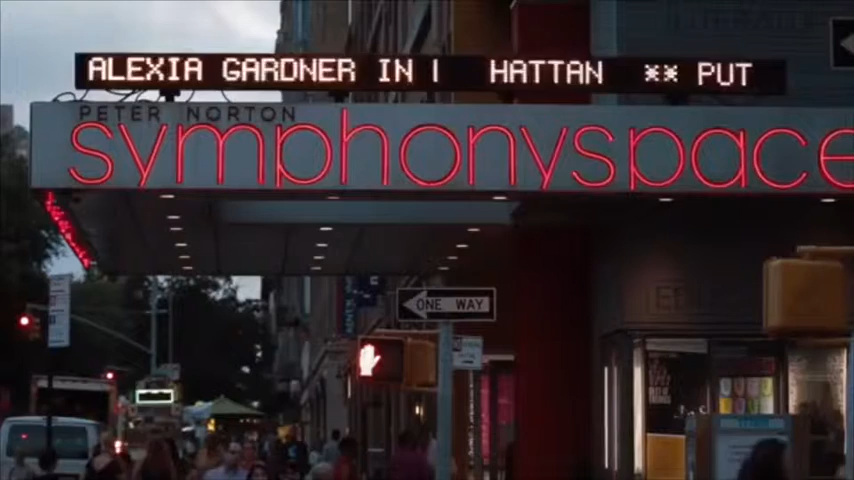 ALEXIA GARDNER IN HATTAN ** PUT
PETER NORTON
symphonyspace
ONE WAY